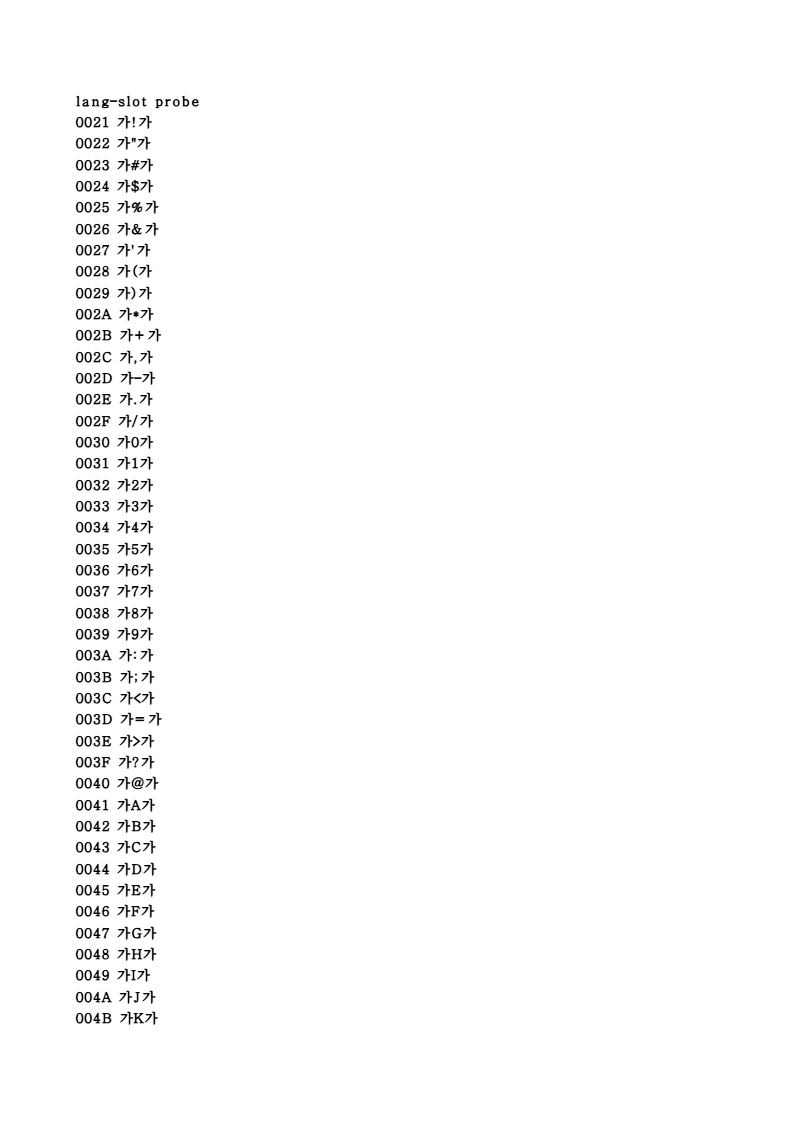 lang-slot probe
0021 가!가
0022 가"가
0023 가#가
0024 가$가
0025 가%가
0026 가&가
0027 가'가
0028 가(가
0029 가)가
002A 가*가
002B 가+가
002C 가,가
002D 가-가
002E 가.가
002F 가/가
0030 가0가
0031 가1가
0032 가2가
0033 가3가
0034 가4가
0035 가5가
0036 가6가
0037 가7가
0038 가8가
0039 가9가
003A 가:가
003B 가;가
003C 가<가
003D 가=가
003E 가>가
003F 가?가
0040 가@가
0041 가A가
0042 가B가
0043 가C가
0044 가D가
0045 가E가
0046 가F가
0047 가G가
0048 가H가
0049 가I가
004A 가J가
004B 가K가